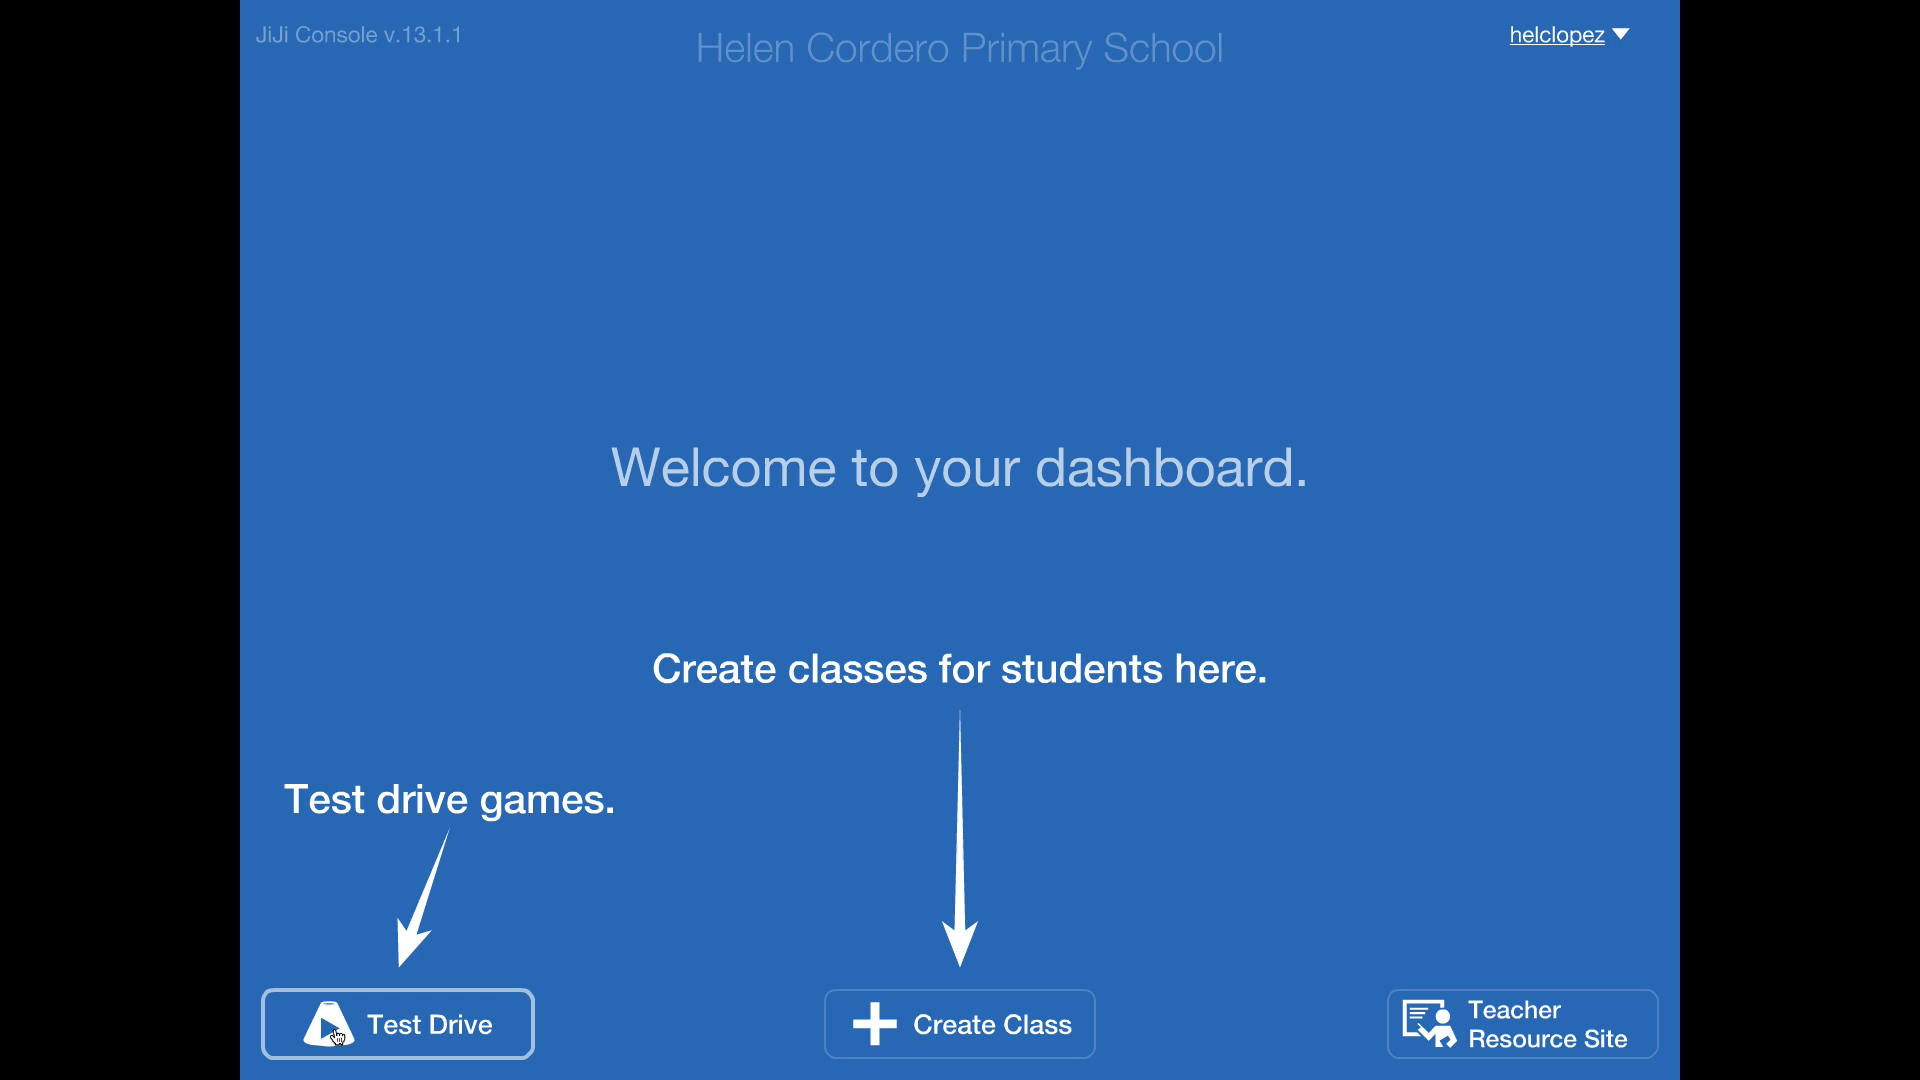 JiJi Console v.13.1.1
Helen Cordero Primary School
helclopez
Welcome to your dashboard.
Create classes for students here.
Test drive games.
Test Drive
Create Class
Teacher
Resource Site